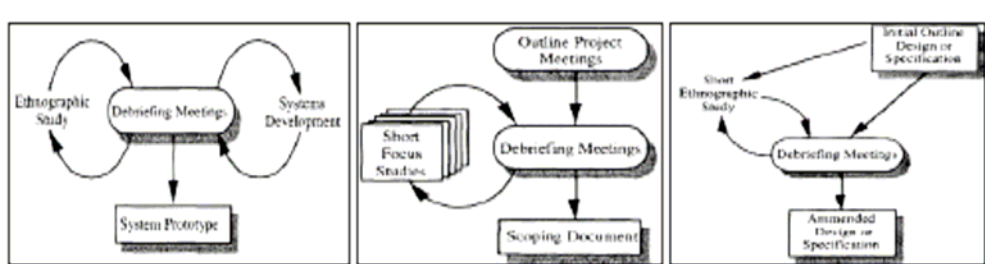 Ethnographic
Study
Debriefing Meetings
Systems
Development
System Prototype
Outline Project
Meetings
Short
Focus
Studies
Debriefing Meetings
Scoping Document
Initial Outline
Design or
Specification
Short
Ethnographic
Study
Debriefing Meetings
Ammended
Design or
Specification